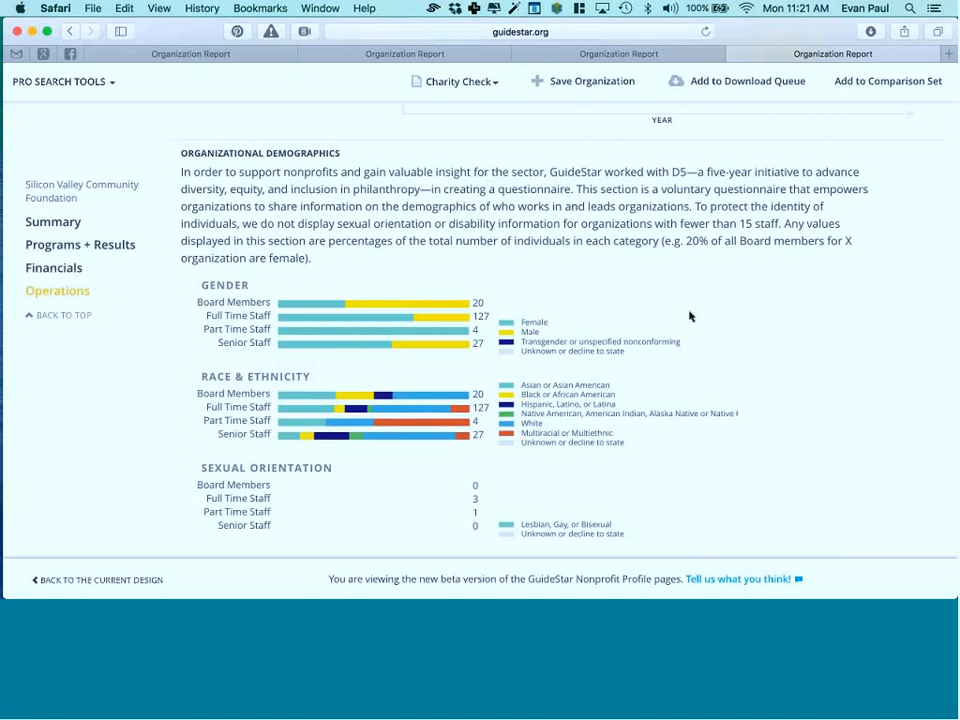 Safari File Edit View History Bookmarks Window Help 100% Mon 11:21 AM Evan Paul
guidestar.org
Organization Report Organization Report Organization Report Organization Report
PRO SEARCH TOOLS Charity Check Save Organization Add to Download Queue Add to Comparison Set
YEAR
Silicon Valley Community
Foundation
Summary
Programs + Results
Financials
Operations
BACK TO TOP
ORGANIZATIONAL DEMOGRAPHICS
In order to support nonprofits and gain valuable insight for the sector, GuideStar worked with D5—a five-year initiative to advance
diversity, equity, and inclusion in philanthropy—in creating a questionnaire. This section is a voluntary questionnaire that empowers
organizations to share information on the demographics of who works in and leads organizations. To protect the identity of
individuals, we do not display sexual orientation or disability information for organizations with fewer than 15 staff. Any values
displayed in this section are percentages of the total number of individuals in each category (e.g. 20% of all Board members for X
organization are female).
GENDER
Board Members 20
Full Time Staff 127
Part Time Staff 4
Senior Staff 27
Female
Male
Transgender or unspecified nonconforming
Unknown or decline to state
RACE & ETHNICITY
Board Members 20
Full Time Staff 127
Part Time Staff 4
Senior Staff 27
Asian or Asian American
Black or African American
Hispanic, Latino, or Latina
Native American, American Indian, Alaska Native or Native H
White
Multiracial or Multiethnic
Unknown or decline to state
SEXUAL ORIENTATION
Board Members 0
Full Time Staff 3
Part Time Staff 1
Senior Staff 0
Lesbian, Gay, or Bisexual
Unknown or decline to state
BACK TO THE CURRENT DESIGN You are viewing the new beta version of the GuideStar Nonprofit Profile pages. Tell us what you think!